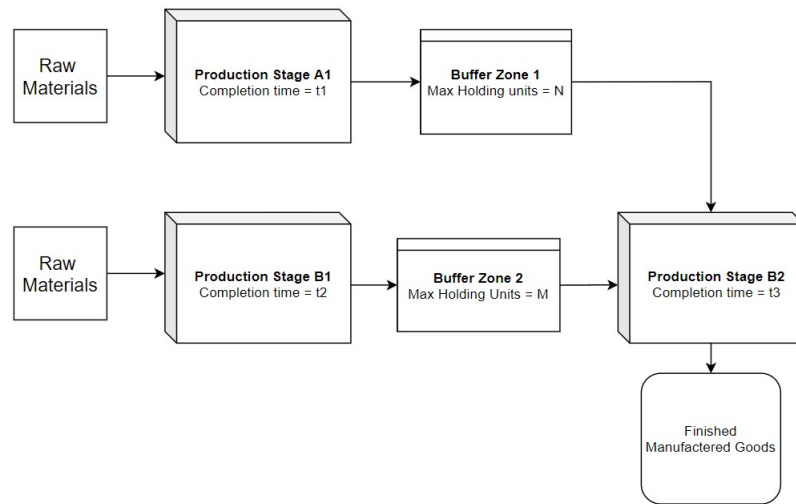 Raw
Materials
Production Stage A1
Completion time = t1
Buffer Zone 1
Max Holding units = N
Raw
Materials
Production Stage B1
Completion time = t2
Buffer Zone 2
Max Holding Units = M
Production Stage B2
Completion time = t3
Finished
Manufactered Goods